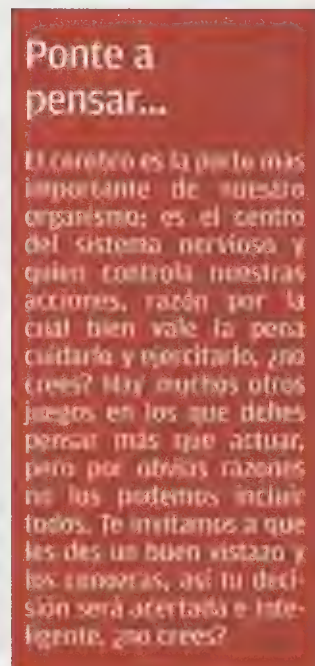 Ponte a
pensar...
El cerebro es la parte más
importante de nuestro
organismo; es el centro
del sistema nervioso y
quien controla nuestras
acciones, razón por la
cual bien vale la pena
cuidarlo y ejercitarlo, ¿no
crees? Hay muchos otros
juegos en los que debes
pensar más que actuar,
pero por obvias razones
no los podemos incluir
todos. Te invitamos a que
les des un buen vistazo y
los conozcas, así tu deci-
sión será acertada e inte-
ligente, ¿no crees?